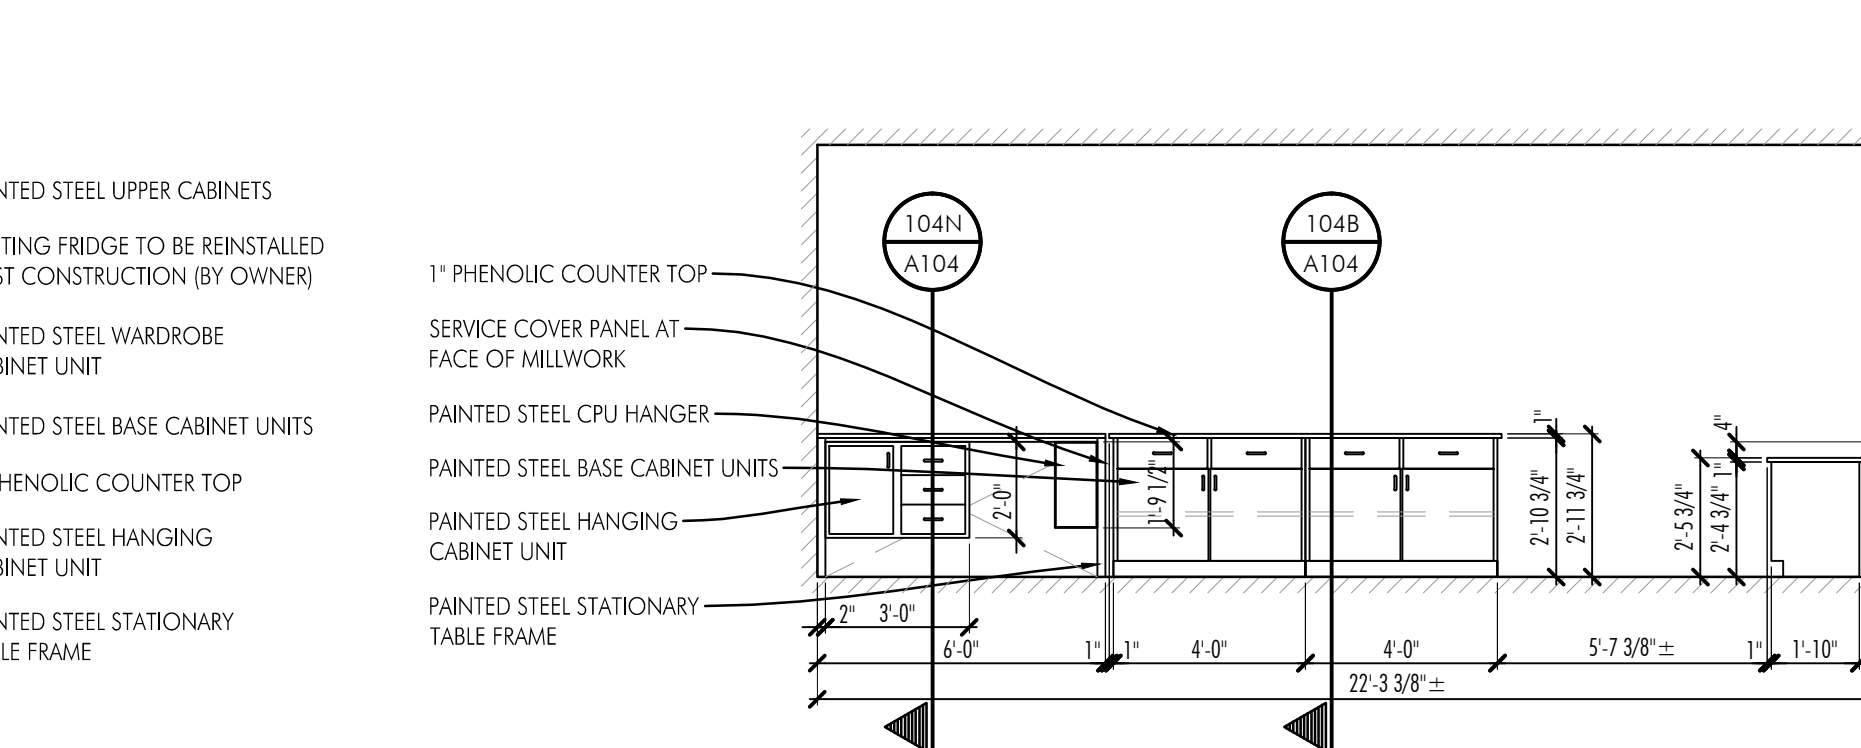 NTED STEEL UPPER CABINETS
TING FRIDGE TO BE REINSTALLED
ST CONSTRUCTION (BY OWNER)
NTED STEEL WARDROBE
BINET UNIT
NTED STEEL BASE CABINET UNITS
PHENOLIC COUNTER TOP
NTED STEEL HANGING
BINET UNIT
NTED STEEL STATIONARY
LE FRAME
1" PHENOLIC COUNTER TOP
SERVICE COVER PANEL AT
FACE OF MILLWORK
PAINTED STEEL CPU HANGER
PAINTED STEEL BASE CABINET UNITS
PAINTED STEEL HANGING
CABINET UNIT
PAINTED STEEL STATIONARY
TABLE FRAME
104N
A104
104B
A104
2'-0"
1'-9 1/2"
1"
2'-10 3/4"
2'-11 3/4"
4"
1"
2'-5 3/4"
2'-4 3/4"
2" 3'-0"
6'-0" 1" 1" 4'-0" 4'-0" 5'-7 3/8"± 1" 1'-10"
22'-3 3/8"±